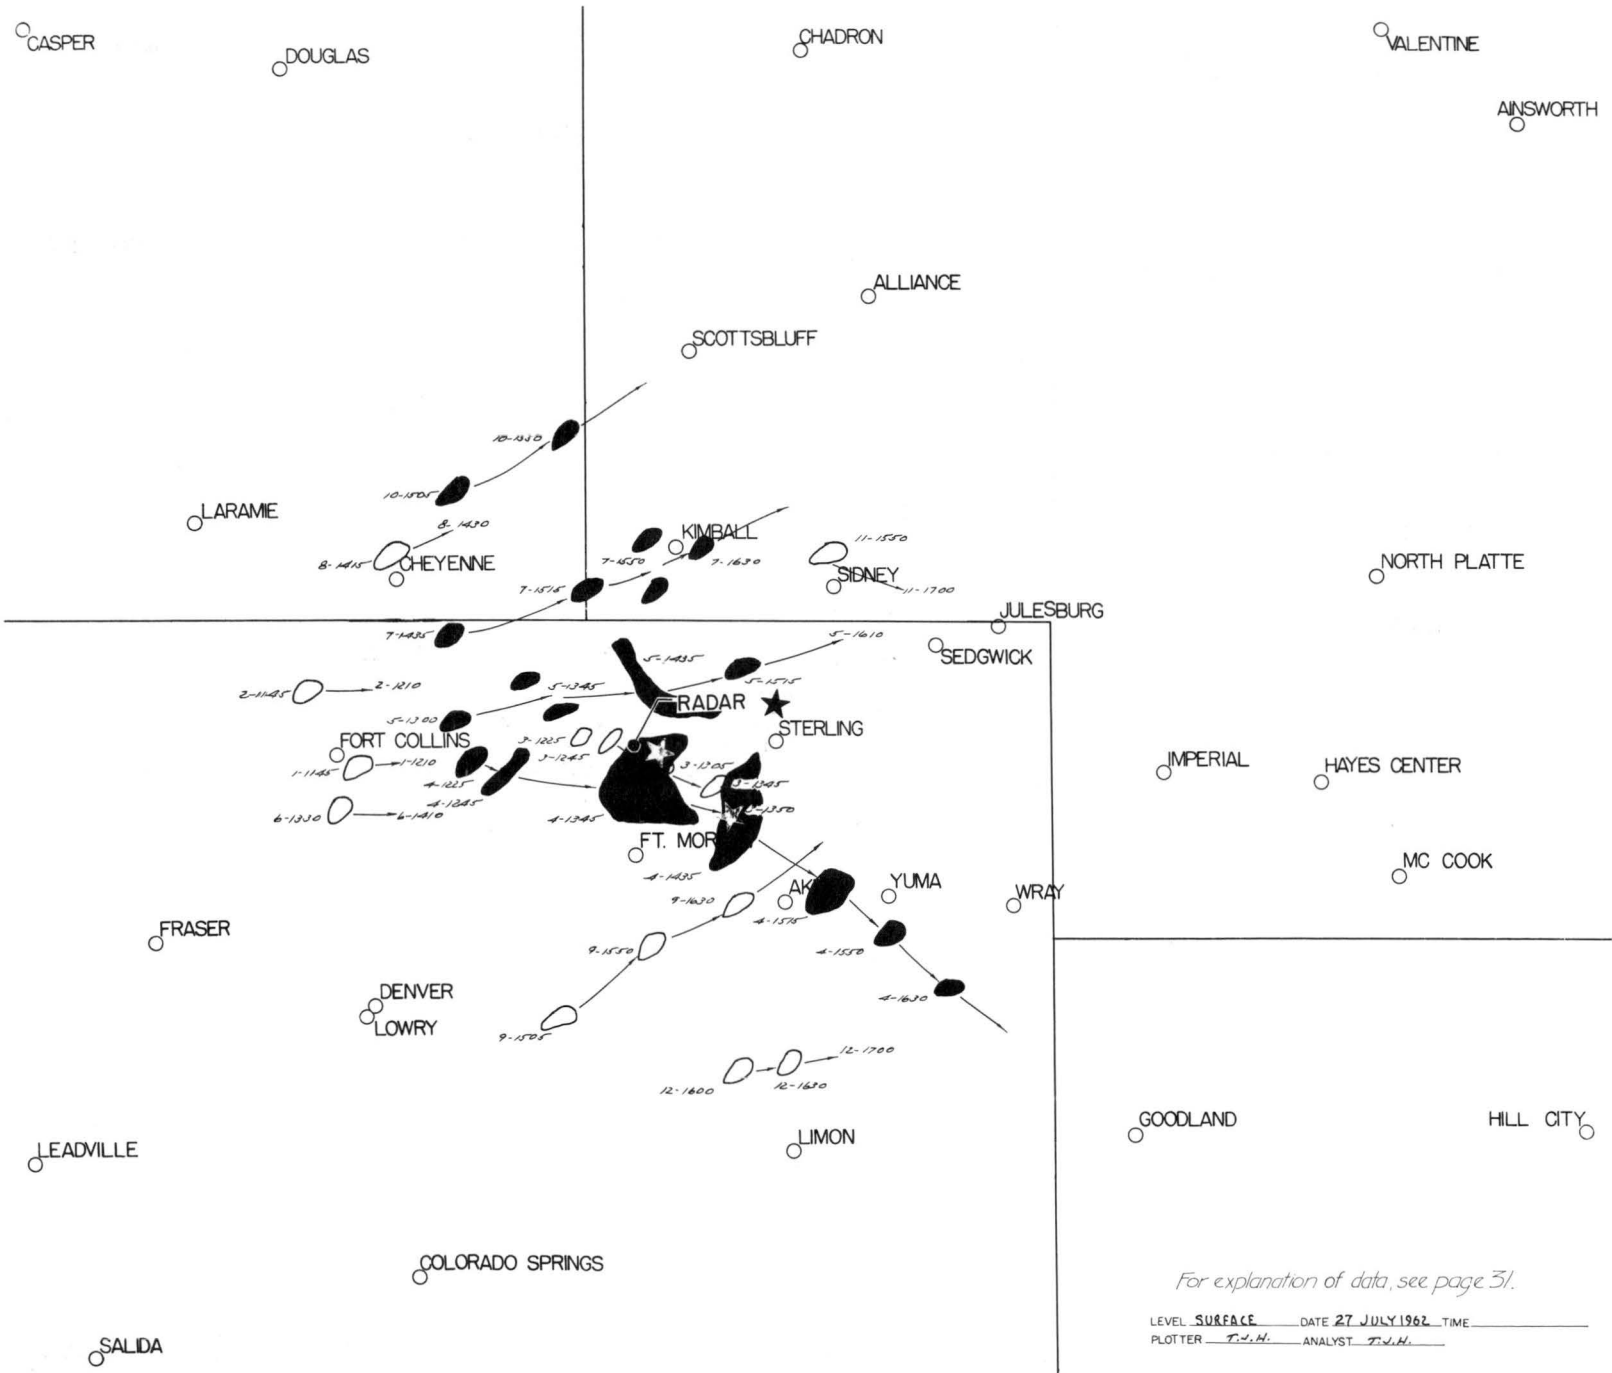 CASPER
DOUGLAS
CHADRON
VALENTINE
AINSWORTH
ALLIANCE
SCOTTSBLUFF
10-1530
10-1505
LARAMIE
8-1430
8-1415
CHEYENNE
KIMBALL
7-1550
7-1630
11-1550
SIDNEY
11-1700
NORTH PLATTE
7-1515
JULESBURG
7-1435
5-1610
SEDGWICK
5-1435
5-1515
2-1145
2-1210
5-1345
RADAR
5-1300
STERLING
FORT COLLINS
3-1225
3-1245
3-1305
3-1345
1-1145
1-1210
IMPERIAL
HAYES CENTER
4-1225
4-1245
6-1330
6-1410
4-1345
3-1350
FT. MOR
MC COOK
4-1435
9-1630
AK
YUMA
WRAY
4-1515
FRASER
9-1550
4-1550
DENVER
LOWRY
4-1630
9-1505
12-1700
12-1600
12-1630
GOODLAND
HILL CITY
LIMON
LEADVILLE
COLORADO SPRINGS
SALIDA
For explanation of data, see page 31.
LEVEL SURFACE DATE 27 JULY 1962 TIME
PLOTTER T.J.H. ANALYST T.J.H.